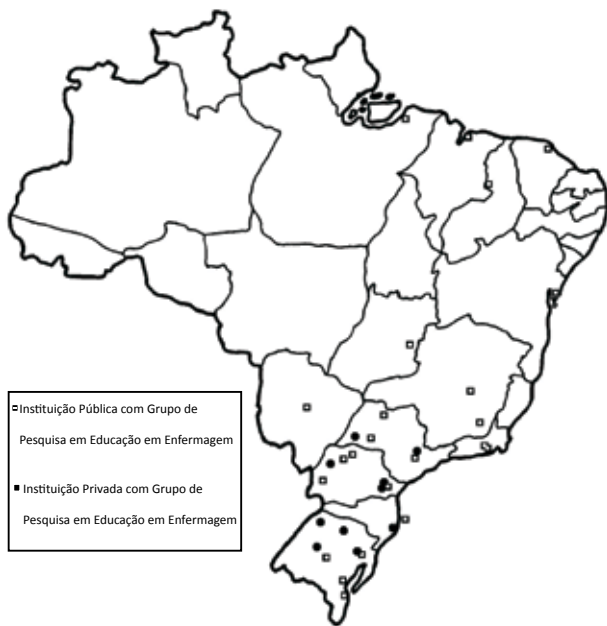 Instituição Pública com Grupo de
Pesquisa em Educação em Enfermagem
Instituição Privada com Grupo de
Pesquisa em Educação em Enfermagem